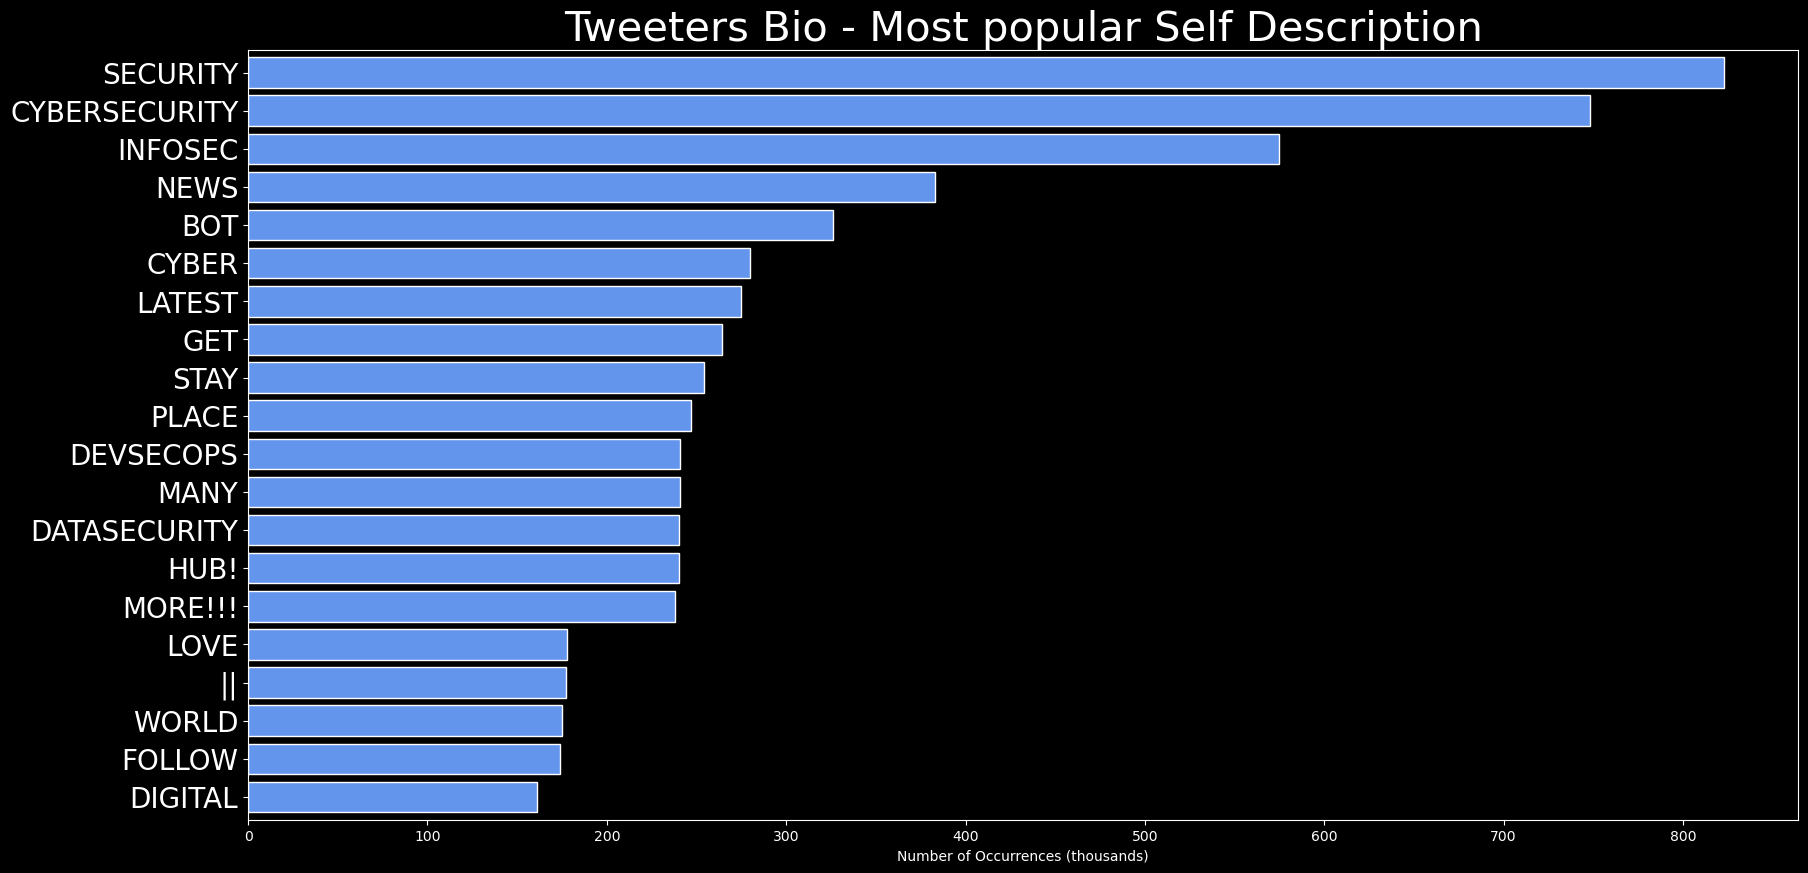 Tweeters Bio - Most popular Self Description
SECURITY
CYBERSECURITY
INFOSEC
NEWS
BOT
CYBER
LATEST
GET
STAY
PLACE
DEVSECOPS
MANY
DATASECURITY
HUB!
MORE!!!
LOVE
||
WORLD
FOLLOW
DIGITAL
0 100 200 300 400 500 600 700 800
Number of Occurrences (thousands)